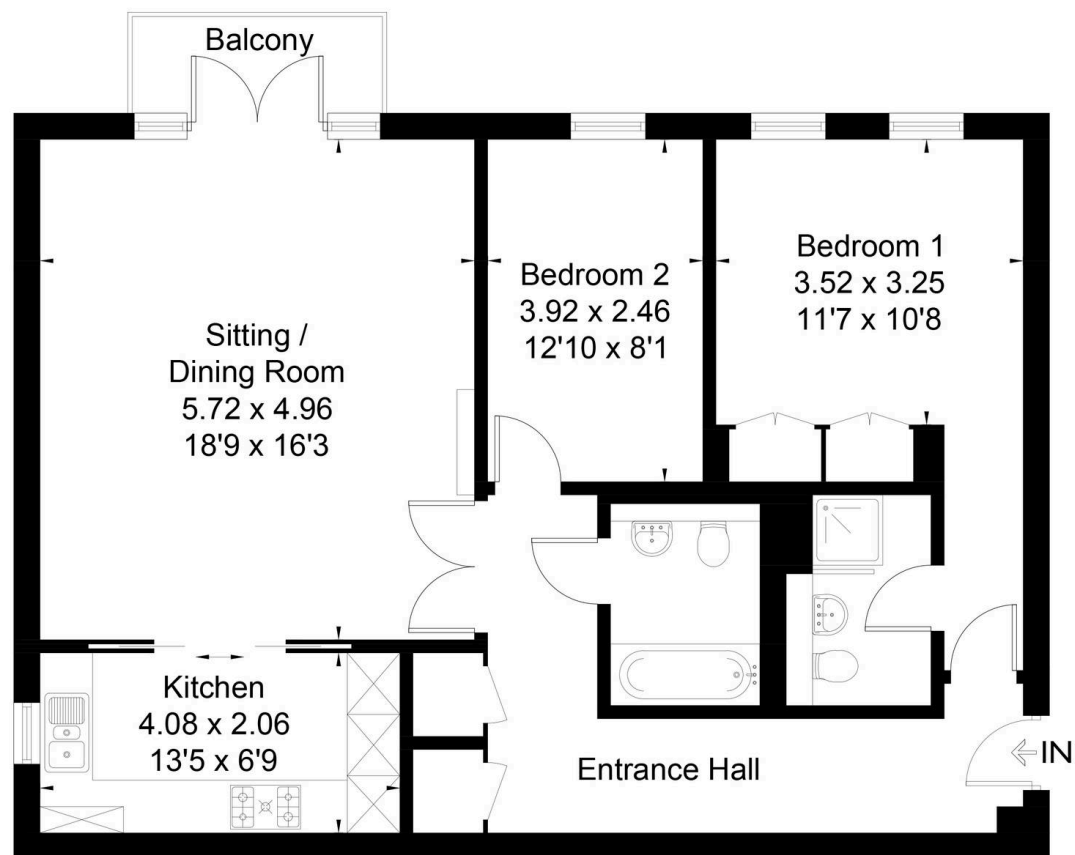 Balcony
Sitting /
Dining Room
5.72 x 4.96
18'9 x 16'3
Bedroom 2
3.92 x 2.46
12'10 x 8'1
Bedroom 1
3.52 x 3.25
11'7 x 10'8
Kitchen
4.08 x 2.06
13'5 x 6'9
Entrance Hall
IN